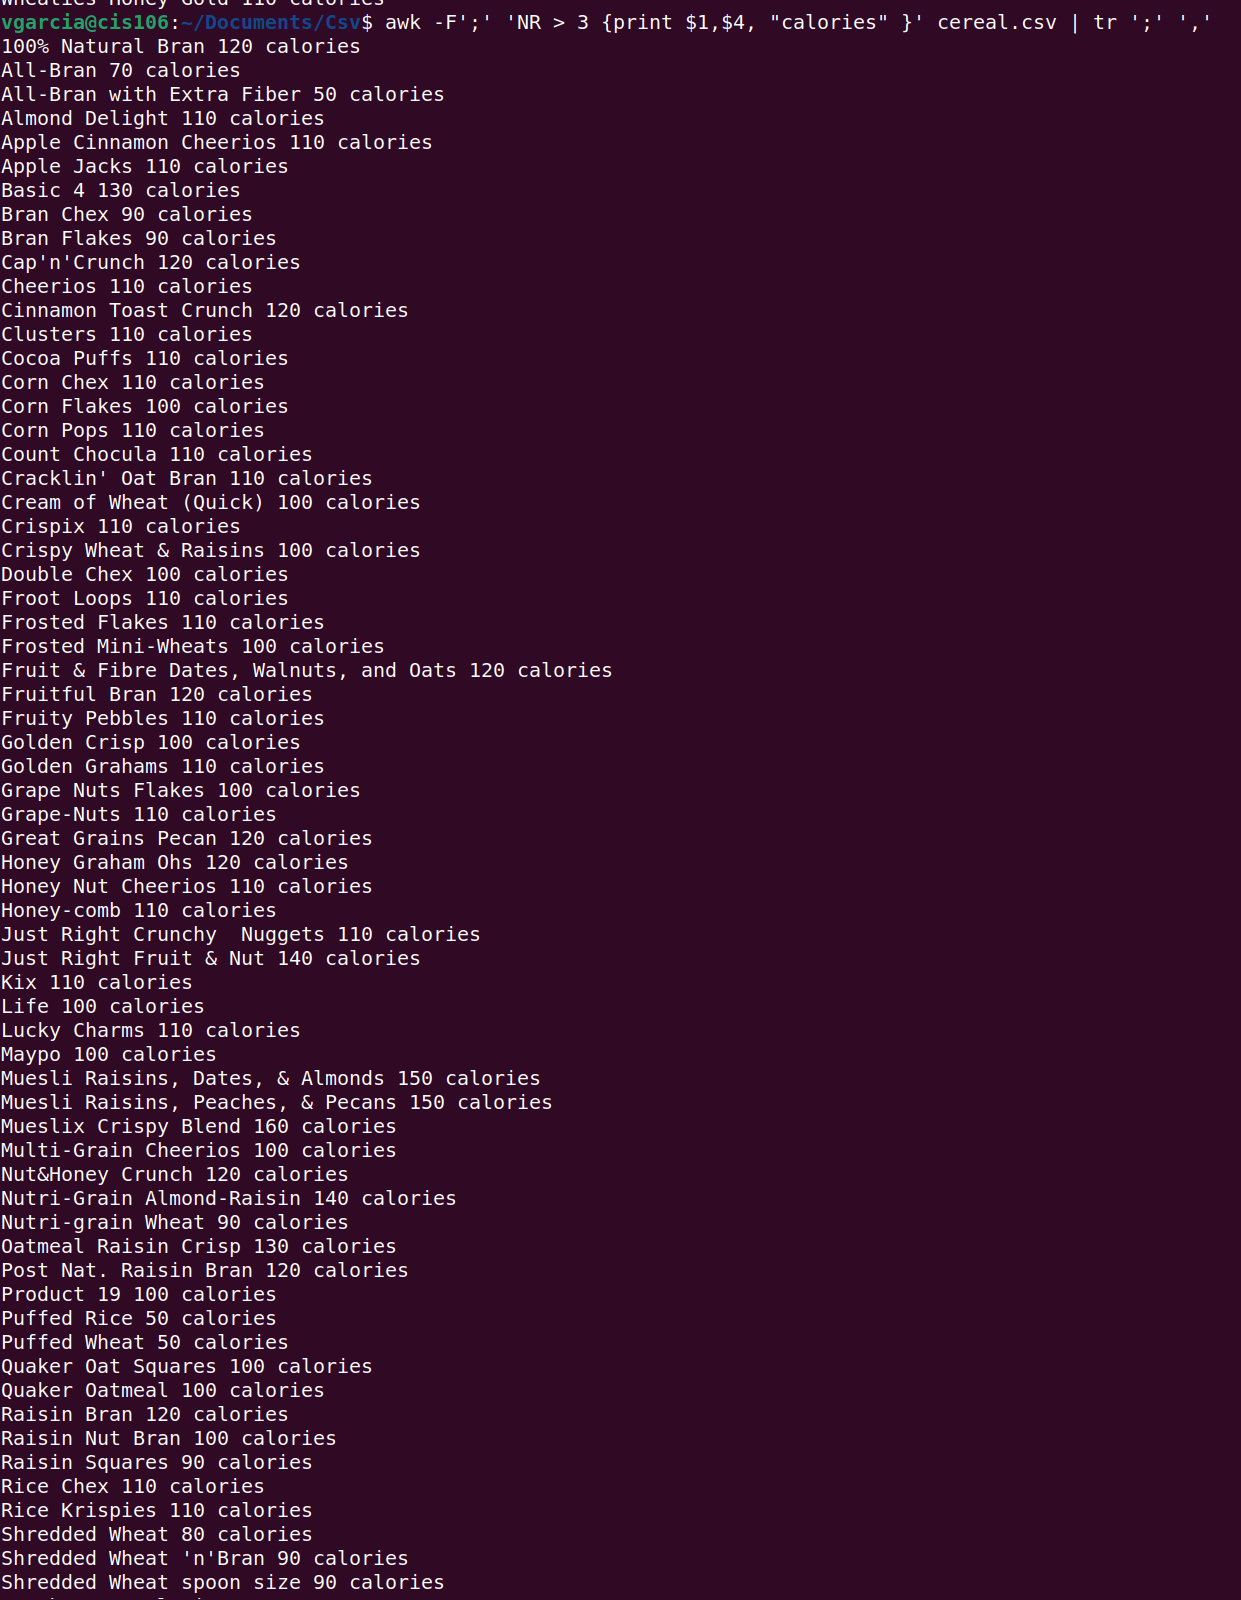 Wheaties Honey Gold 110 calories
vgarcia@cis106:~/Documents/Csv$ awk -F';' 'NR > 3 {print $1,$4, "calories" }' cereal.csv | tr ';' ','
100% Natural Bran 120 calories
All-Bran 70 calories
All-Bran with Extra Fiber 50 calories
Almond Delight 110 calories
Apple Cinnamon Cheerios 110 calories
Apple Jacks 110 calories
Basic 4 130 calories
Bran Chex 90 calories
Bran Flakes 90 calories
Cap'n'Crunch 120 calories
Cheerios 110 calories
Cinnamon Toast Crunch 120 calories
Clusters 110 calories
Cocoa Puffs 110 calories
Corn Chex 110 calories
Corn Flakes 100 calories
Corn Pops 110 calories
Count Chocula 110 calories
Cracklin' Oat Bran 110 calories
Cream of Wheat (Quick) 100 calories
Crispix 110 calories
Crispy Wheat & Raisins 100 calories
Double Chex 100 calories
Froot Loops 110 calories
Frosted Flakes 110 calories
Frosted Mini-Wheats 100 calories
Fruit & Fibre Dates, Walnuts, and Oats 120 calories
Fruitful Bran 120 calories
Fruity Pebbles 110 calories
Golden Crisp 100 calories
Golden Grahams 110 calories
Grape Nuts Flakes 100 calories
Grape-Nuts 110 calories
Great Grains Pecan 120 calories
Honey Graham Ohs 120 calories
Honey Nut Cheerios 110 calories
Honey-comb 110 calories
Just Right Crunchy  Nuggets 110 calories
Just Right Fruit & Nut 140 calories
Kix 110 calories
Life 100 calories
Lucky Charms 110 calories
Maypo 100 calories
Muesli Raisins, Dates, & Almonds 150 calories
Muesli Raisins, Peaches, & Pecans 150 calories
Mueslix Crispy Blend 160 calories
Multi-Grain Cheerios 100 calories
Nut&Honey Crunch 120 calories
Nutri-Grain Almond-Raisin 140 calories
Nutri-grain Wheat 90 calories
Oatmeal Raisin Crisp 130 calories
Post Nat. Raisin Bran 120 calories
Product 19 100 calories
Puffed Rice 50 calories
Puffed Wheat 50 calories
Quaker Oat Squares 100 calories
Quaker Oatmeal 100 calories
Raisin Bran 120 calories
Raisin Nut Bran 100 calories
Raisin Squares 90 calories
Rice Chex 110 calories
Rice Krispies 110 calories
Shredded Wheat 80 calories
Shredded Wheat 'n'Bran 90 calories
Shredded Wheat spoon size 90 calories